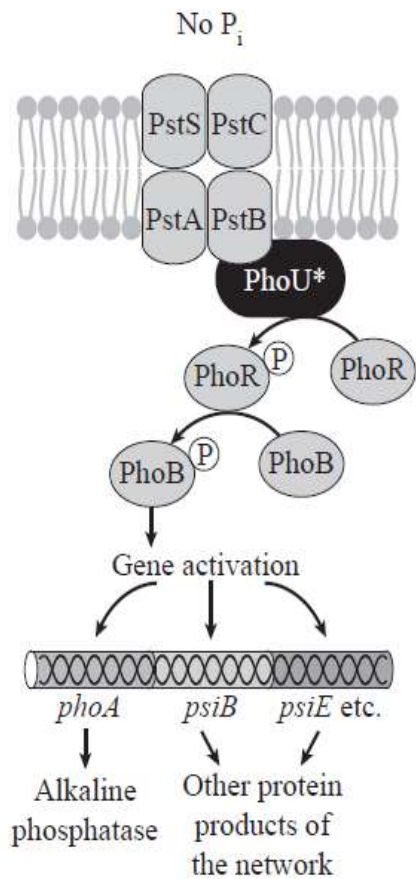 No Pi
PstS PstC
PstA PstB
PhoU*
PhoR P PhoR
PhoB P PhoB
Gene activation
phoA psiB psiE etc.
Alkaline phosphatase
Other protein products of the network